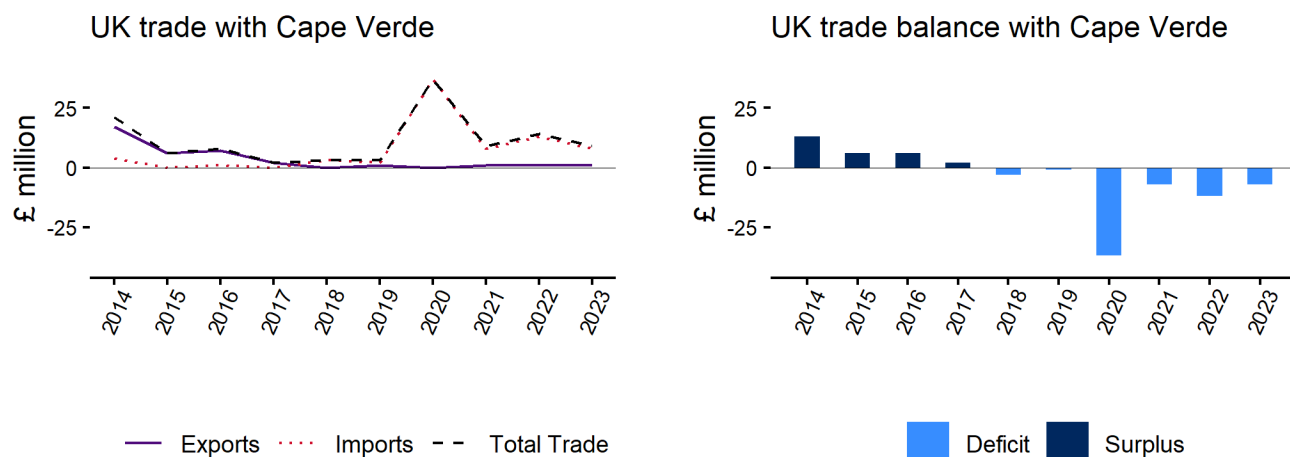 UK trade with Cape Verde
£ million
25
0
-25
2014 2015 2016 2017 2018 2019 2020 2021 2022 2023
Exports Imports Total Trade
UK trade balance with Cape Verde
£ million
25
0
-25
2014 2015 2016 2017 2018 2019 2020 2021 2022 2023
Deficit Surplus